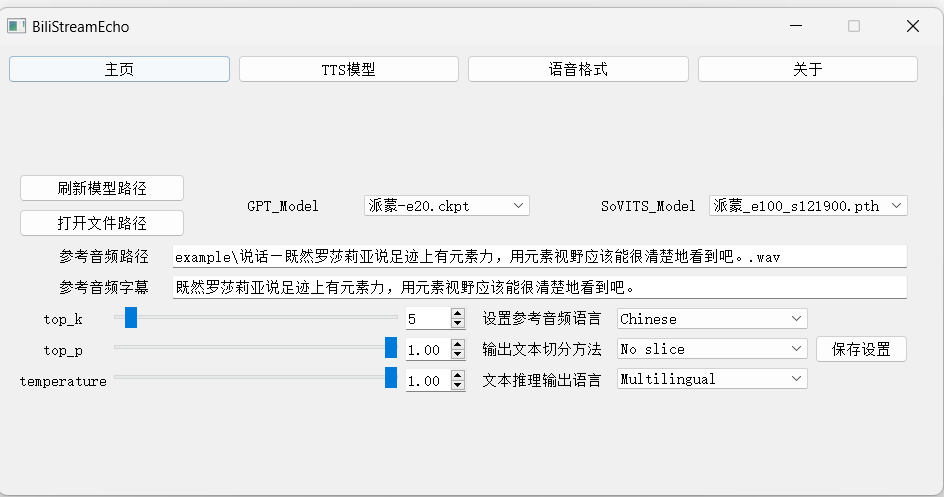 BiliStreamEcho
主页 TTS模型 语音格式 关于
刷新模型路径
GPT_Model 派蒙-e20.ckpt SoVITS_Model 派蒙_e100_s121900.pth
打开文件路径
参考音频路径 example\说话—既然罗莎莉亚说足迹上有元素力，用元素视野应该能很清楚地看到吧。.wav
参考音频字幕 既然罗莎莉亚说足迹上有元素力，用元素视野应该能很清楚地看到吧。
top_k 5 设置参考音频语言 Chinese
top_p 1.00 输出文本切分方法 No slice 保存设置
temperature 1.00 文本推理输出语言 Multilingual